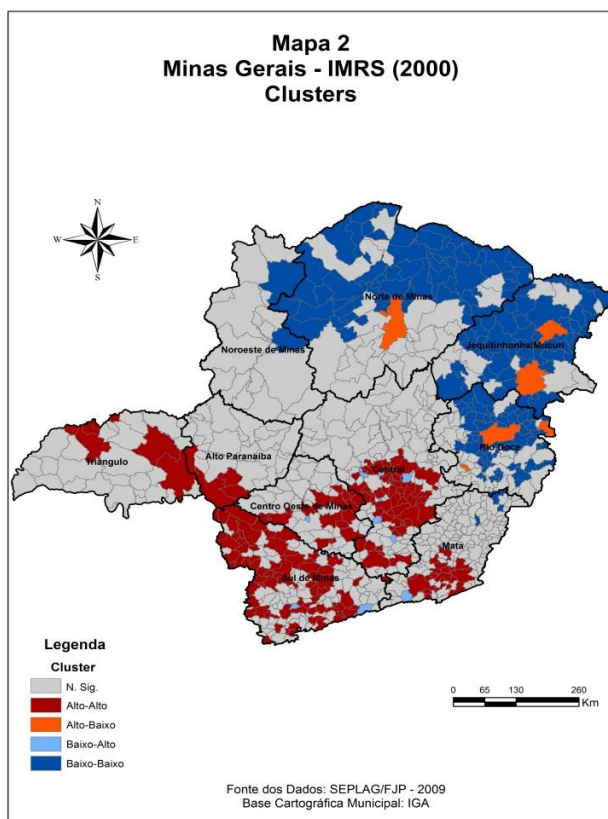 Mapa 2
Minas Gerais - IMRS (2000)
Clusters
N
W
E
S
Norte de Minas
Jequitinhonha/Mucuri
Noroeste de Minas
Rio Doce
Alto Paranaíba
Triângulo
Central
Centro Oeste de Minas
Mata
Sul de Minas
Legenda
Cluster
N. Sig.
Alto-Alto
Alto-Baixo
Baixo-Alto
Baixo-Baixo
0 65 130 260
Km
Fonte dos Dados: SEPLAG/FJP - 2009
Base Cartográfica Municipal: IGA